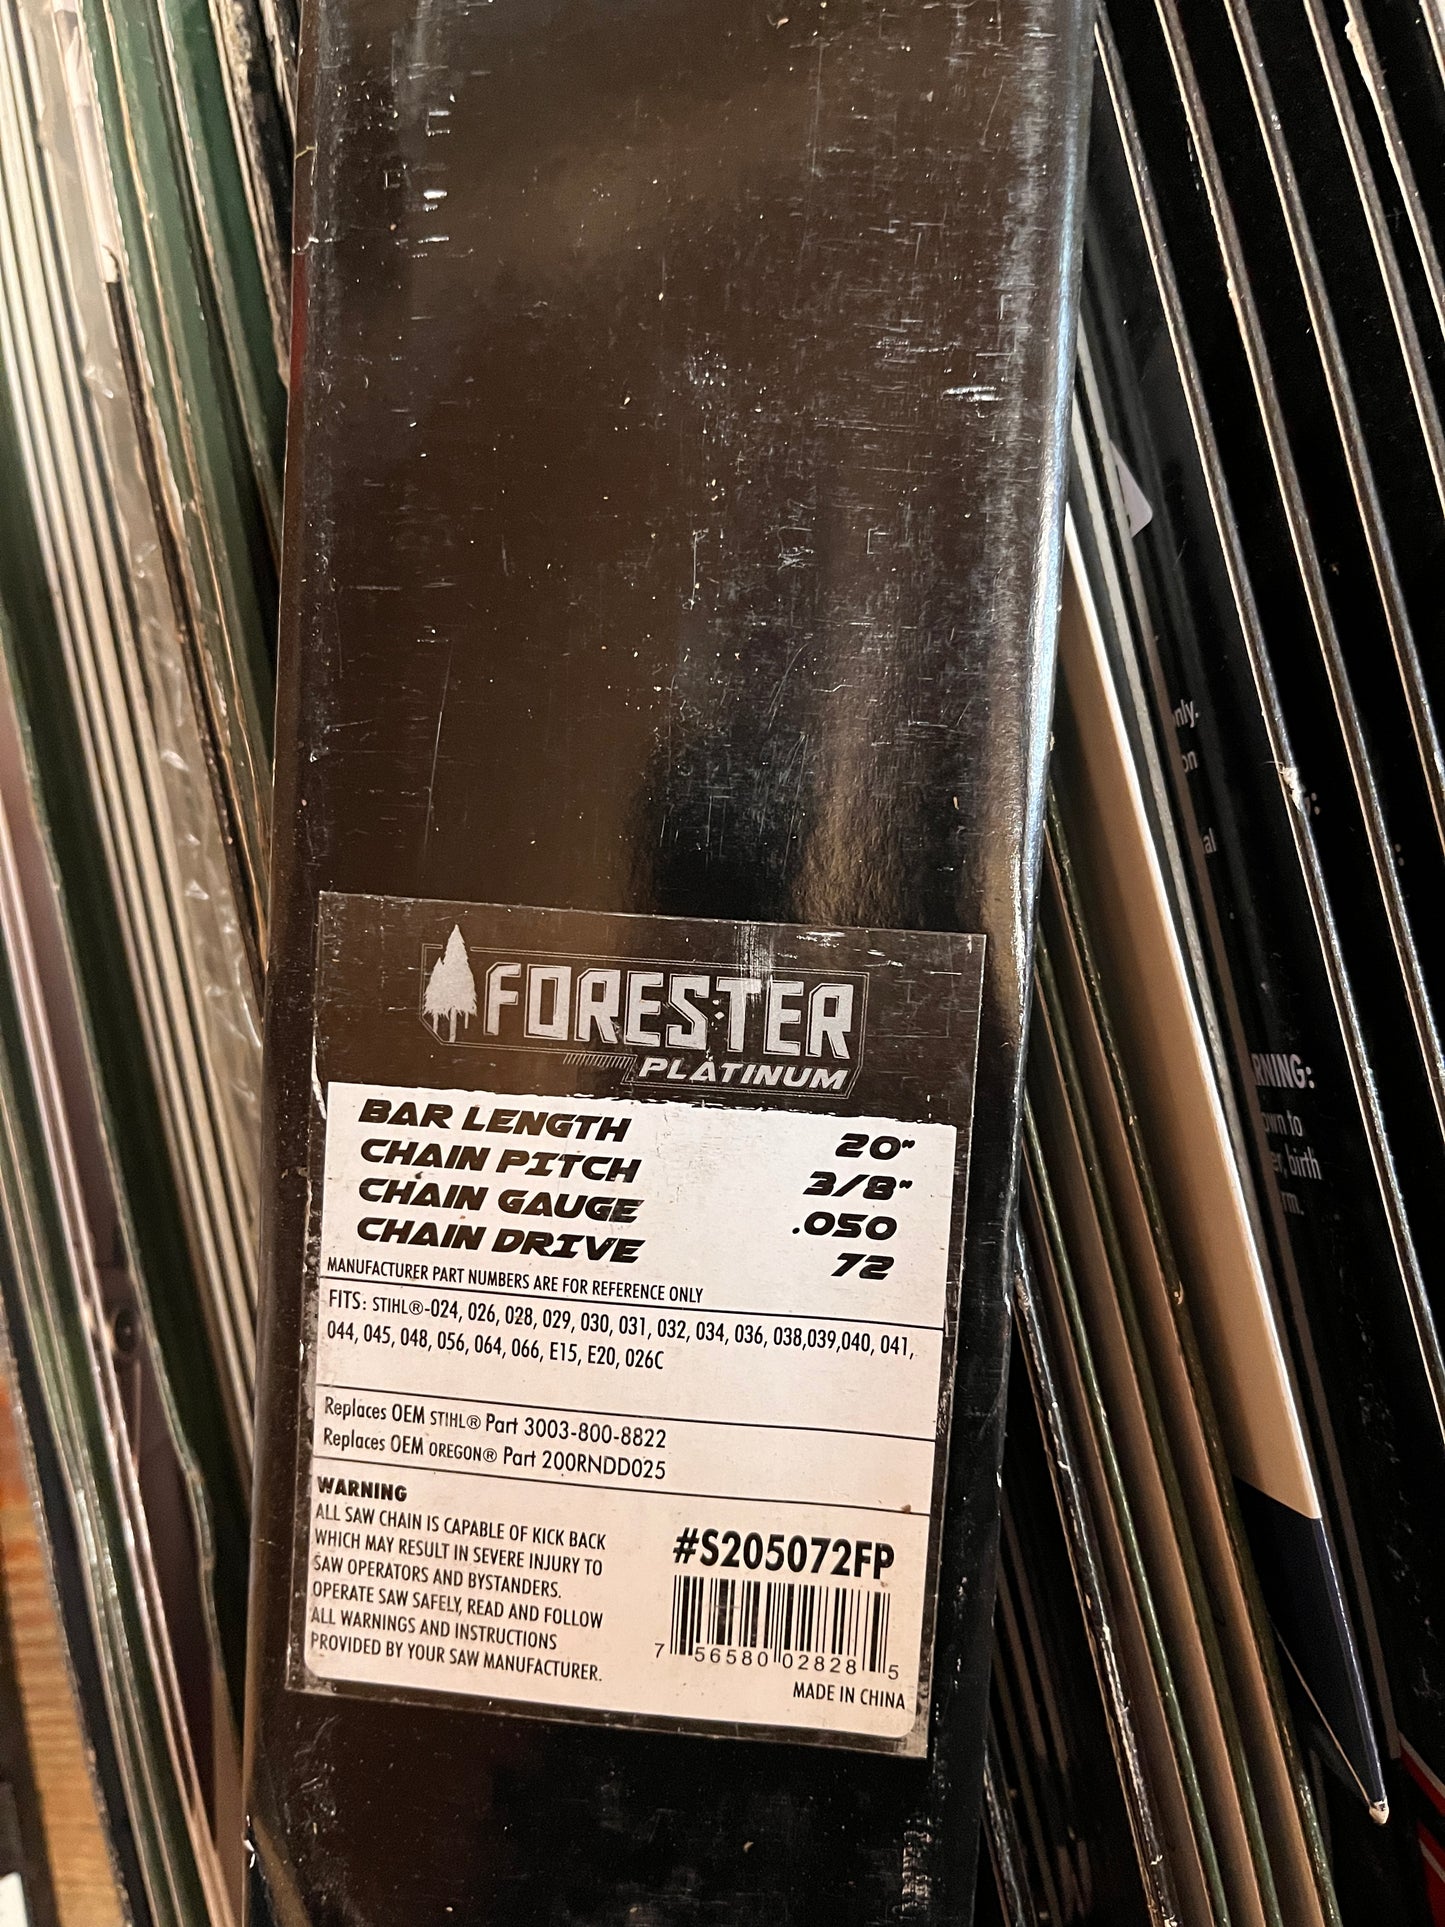 FORESTER
PLATINUM
BAR LENGTH 20"
CHAIN PITCH 3/8"
CHAIN GAUGE .050
CHAIN DRIVE 72
MANUFACTURER PART NUMBERS ARE FOR REFERENCE ONLY
FITS: STIHL®-024, 026, 028, 029, 030, 031, 032, 034, 036, 038,039,040, 041,
044, 045, 048, 056, 064, 066, E15, E20, 026C
Replaces OEM STIHL® Part 3003-800-8822
Replaces OEM OREGON® Part 200RNDD025
WARNING
ALL SAW CHAIN IS CAPABLE OF KICK BACK
WHICH MAY RESULT IN SEVERE INJURY TO
SAW OPERATORS AND BYSTANDERS.
OPERATE SAW SAFELY, READ AND FOLLOW
ALL WARNINGS AND INSTRUCTIONS
PROVIDED BY YOUR SAW MANUFACTURER.
#S205072FP
7 56580 02828 5
MADE IN CHINA
birth